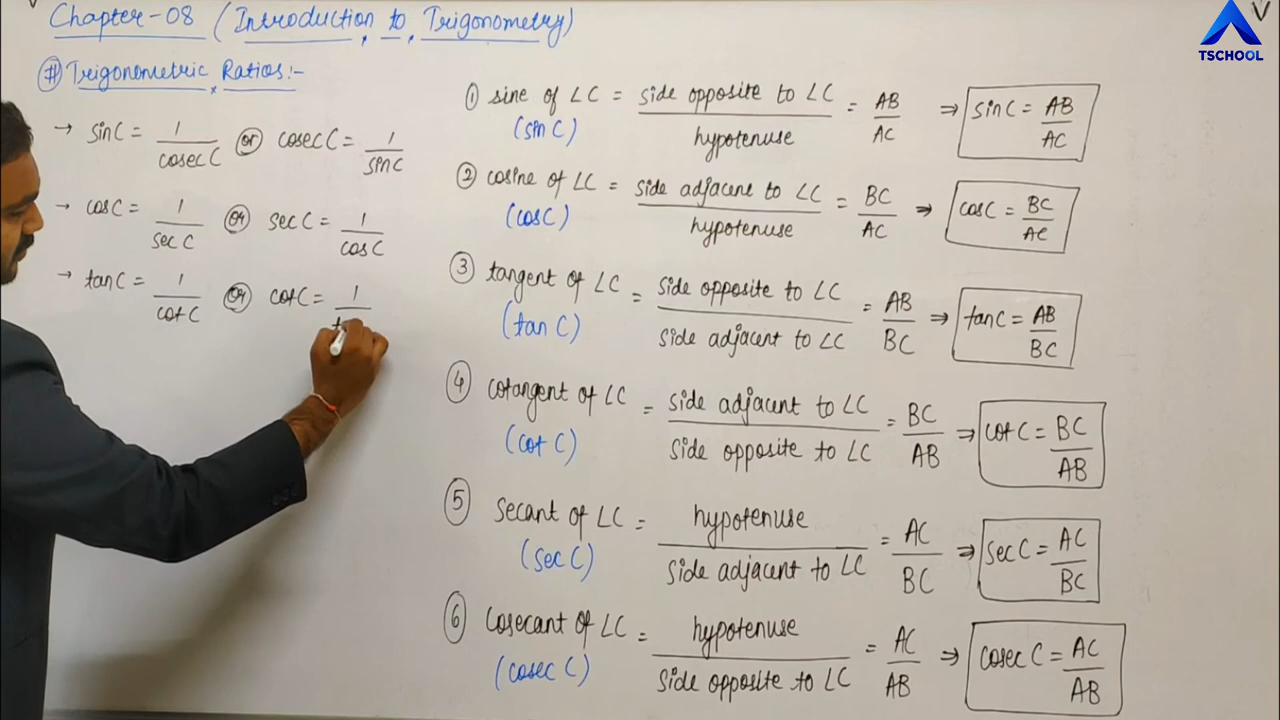 Chapter-08 (Introduction to Trigonometry)
TSCHOOL
# Trigonometric Ratios:-
→ sinC = 1/cosecC or cosecC = 1/sinC
→ cosC = 1/secC or secC = 1/cosC
→ tanC = 1/cotC or cotC = 1/t
① sine of ∠C = side opposite to ∠C/hypotenuse = AB/AC ⇒ sinC = AB/AC
(sin C)
② cosine of ∠C = side adjacent to ∠C/hypotenuse = BC/AC ⇒ cosC = BC/AC
(cosC)
③ tangent of ∠C = side opposite to ∠C/side adjacent to ∠C = AB/BC ⇒ tanC = AB/BC
(tan C)
④ cotangent of ∠C = side adjacent to ∠C/side opposite to ∠C = BC/AB ⇒ cotC = BC/AB
(cot C)
⑤ Secant of ∠C = hypotenuse/side adjacent to ∠C = AC/BC ⇒ secC = AC/BC
(sec C)
⑥ Cosecant of ∠C = hypotenuse/side opposite to ∠C = AC/AB ⇒ cosec C = AC/AB
(cosec C)